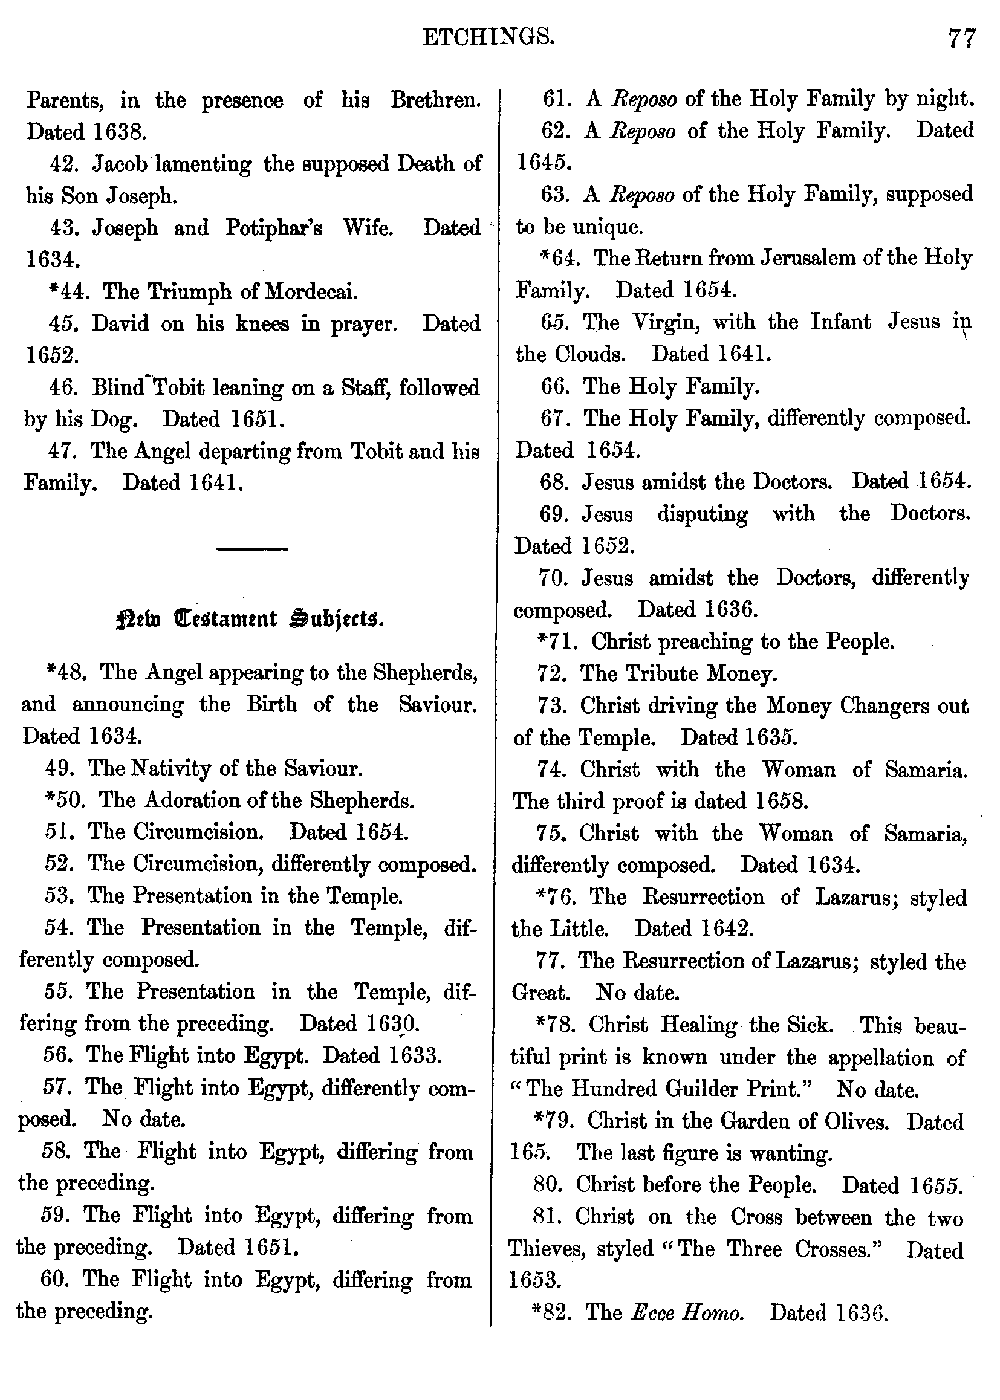 ETCHINGS.
77
Parents, in the presence of his Brethren.
Dated 1638.
42. Jacob lamenting the supposed Death of
his Son Joseph.
43. Joseph and Potiphar's Wife. Dated
1634.
*44. The Triumph of Mordecai.
45. David on his knees in prayer. Dated
1652.
46. Blind Tobit leaning on a Staff, followed
by his Dog. Dated 1651.
47. The Angel departing from Tobit and his
Family. Dated 1641.
New Testament Subjects.
*48. The Angel appearing to the Shepherds,
and announcing the Birth of the Saviour.
Dated 1634.
49. The Nativity of the Saviour.
*50. The Adoration of the Shepherds.
51. The Circumcision. Dated 1654.
52. The Circumcision, differently composed.
53. The Presentation in the Temple.
54. The Presentation in the Temple, dif-
ferently composed.
55. The Presentation in the Temple, dif-
fering from the preceding. Dated 1630.
56. The Flight into Egypt. Dated 1633.
57. The Flight into Egypt, differently com-
posed. No date.
58. The Flight into Egypt, differing from
the preceding.
59. The Flight into Egypt, differing from
the preceding. Dated 1651.
60. The Flight into Egypt, differing from
the preceding.
61. A Reposo of the Holy Family by night.
62. A Reposo of the Holy Family. Dated
1645.
63. A Reposo of the Holy Family, supposed
to be unique.
*64. The Return from Jerusalem of the Holy
Family. Dated 1654.
65. The Virgin, with the Infant Jesus in
the Clouds. Dated 1641.
66. The Holy Family.
67. The Holy Family, differently composed.
Dated 1654.
68. Jesus amidst the Doctors. Dated 1654.
69. Jesus disputing with the Doctors.
Dated 1652.
70. Jesus amidst the Doctors, differently
composed. Dated 1636.
*71. Christ preaching to the People.
72. The Tribute Money.
73. Christ driving the Money Changers out
of the Temple. Dated 1635.
74. Christ with the Woman of Samaria.
The third proof is dated 1658.
75. Christ with the Woman of Samaria,
differently composed. Dated 1634.
*76. The Resurrection of Lazarus; styled
the Little. Dated 1642.
77. The Resurrection of Lazarus; styled the
Great. No date.
*78. Christ Healing the Sick. This beau-
tiful print is known under the appellation of
"The Hundred Guilder Print." No date.
*79. Christ in the Garden of Olives. Dated
165. The last figure is wanting.
80. Christ before the People. Dated 1655.
81. Christ on the Cross between the two
Thieves, styled "The Three Crosses." Dated
1653.
*82. The Ecce Homo. Dated 1636.